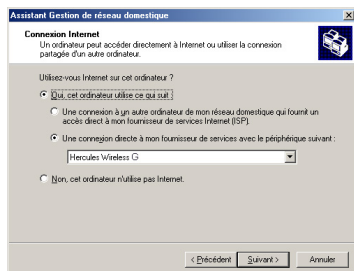 Assistant Gestion de réseau domestique
Connexion Internet
Un ordinateur peut accéder directement à Internet ou utiliser la connexion
partagée d'un autre ordinateur.
Utilisez-vous Internet sur cet ordinateur ?
Oui, cet ordinateur utilise ce qui suit :
Une connexion à un autre ordinateur de mon réseau domestique qui fournit un
accès direct à mon fournisseur de services Internet (ISP).
Une connexion directe à mon fournisseur de services avec le périphérique suivant :
Hercules Wireless G
Non, cet ordinateur n'utilise pas Internet.
< Précédent
Suivant >
Annuler